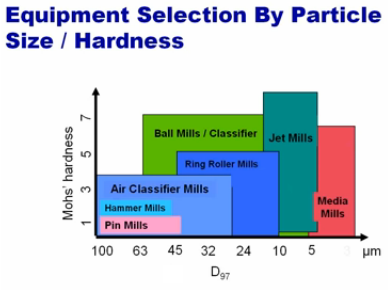 Equipment Selection By Particle
Size / Hardness
Mohs' hardness
7
5
3
1
Ball Mills / Classifier
Jet Mills
Ring Roller Mills
Air Classifier Mills
Hammer Mills
Pin Mills
Media
Mills
100 63 45 32 24 10 5 µm
D97